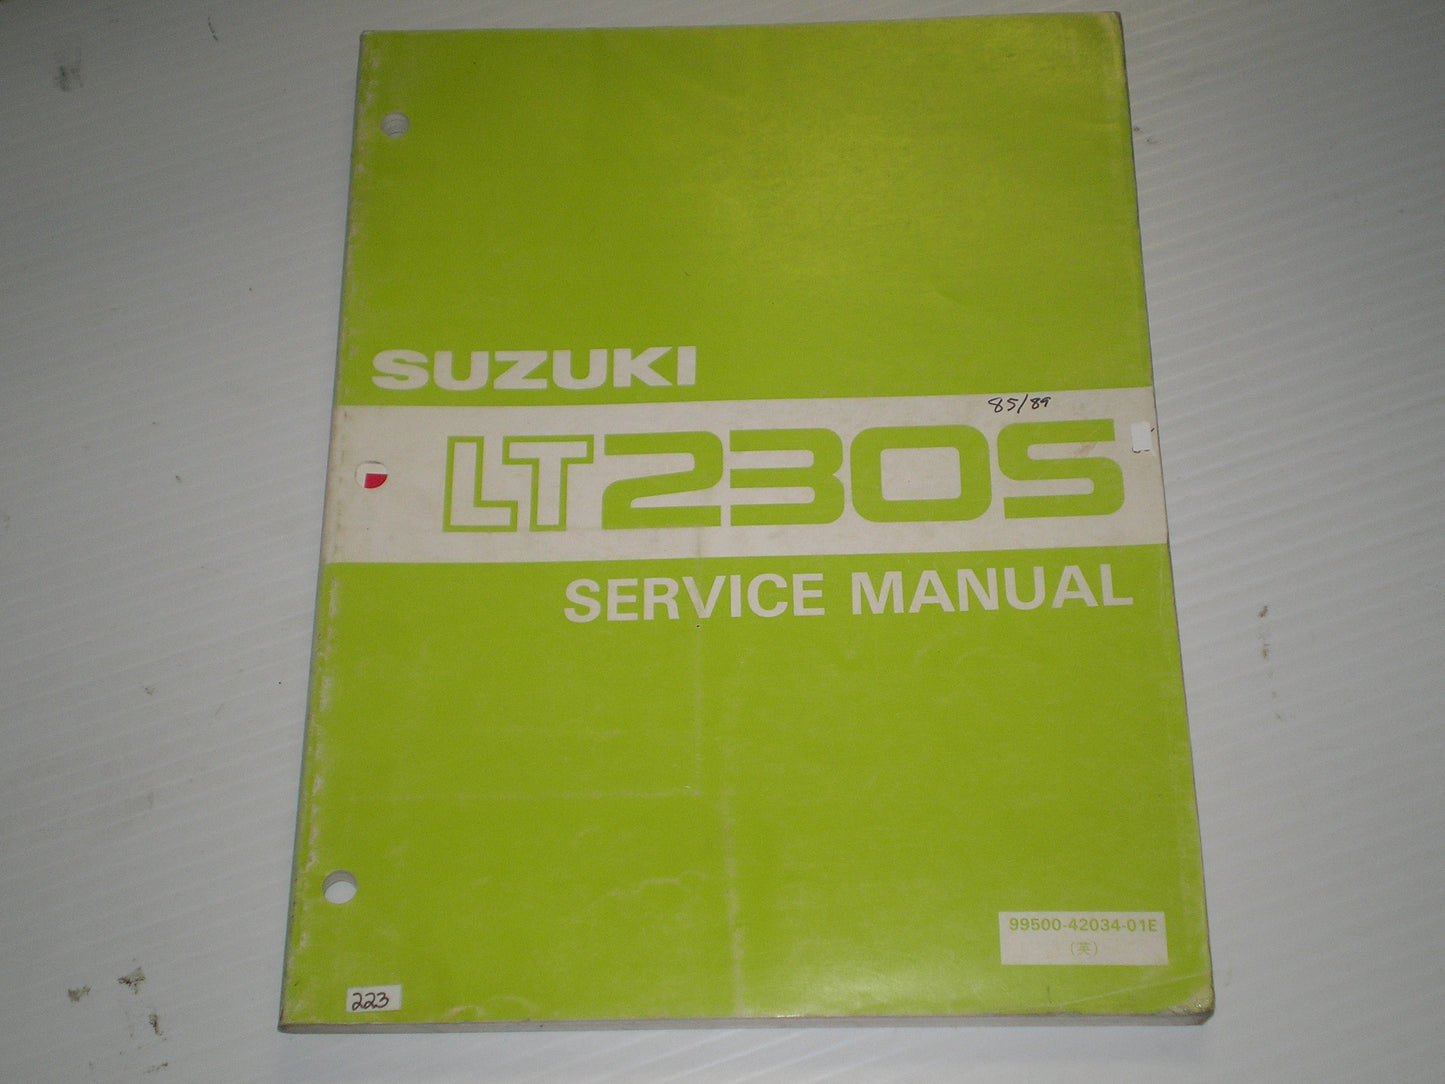 SUZUKI
85/89
LT230S
SERVICE MANUAL
99500-42034-01E
(英)
223